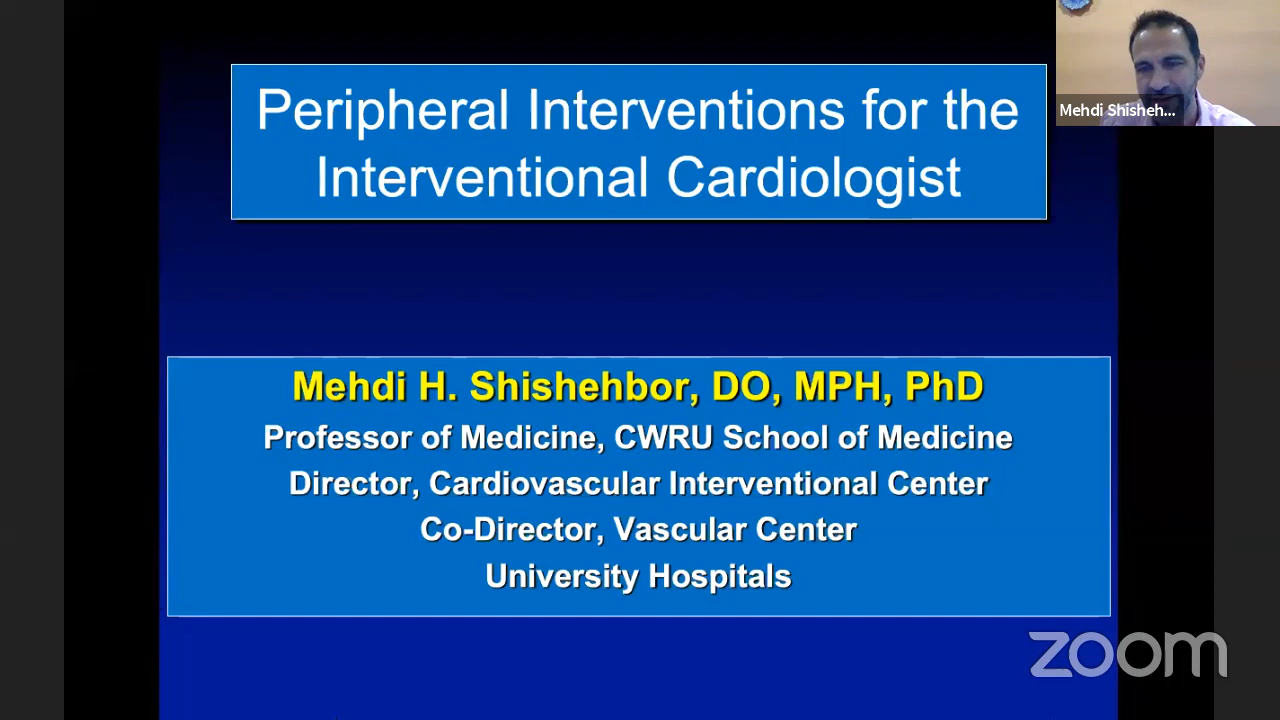 Peripheral Interventions for the
Interventional Cardiologist
Mehdi Shisheh...
Mehdi H. Shishehbor, DO, MPH, PhD
Professor of Medicine, CWRU School of Medicine
Director, Cardiovascular Interventional Center
Co-Director, Vascular Center
University Hospitals
zoom